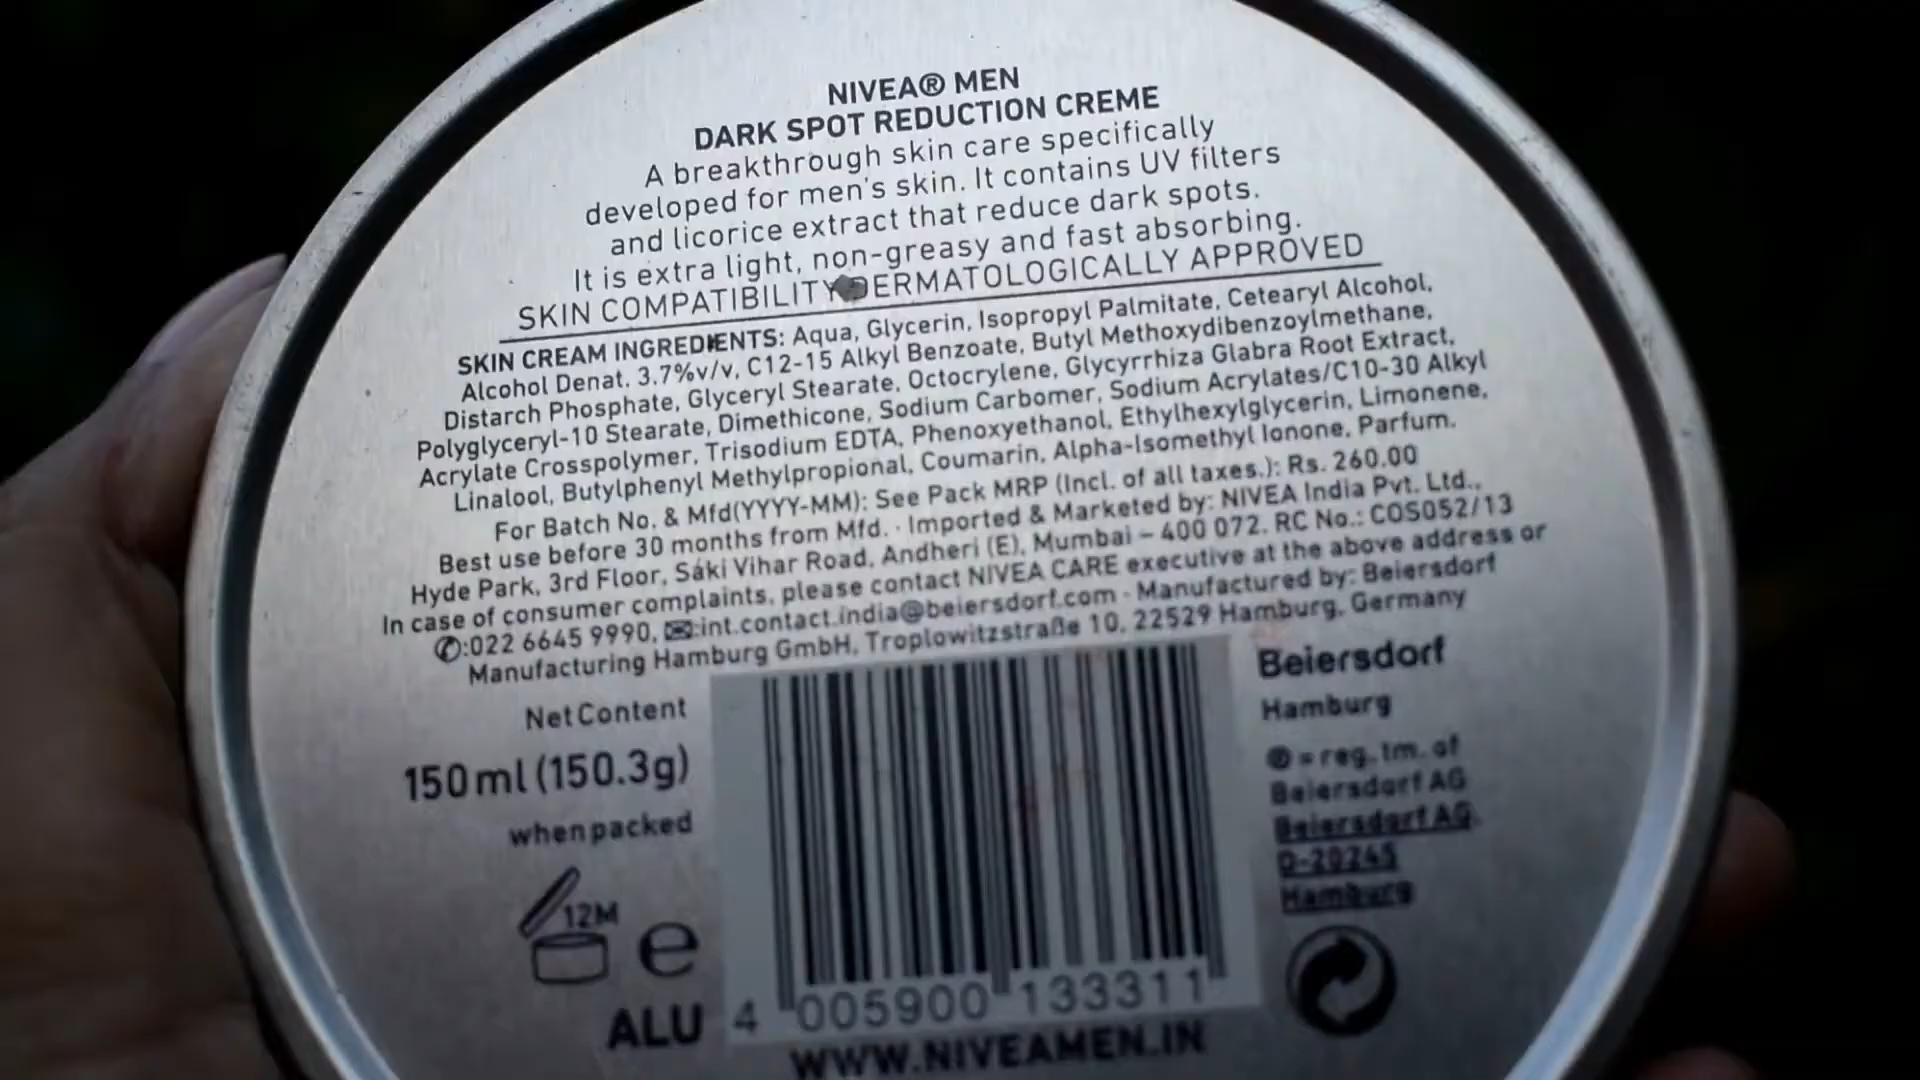 NIVEA® MEN
DARK SPOT REDUCTION CREME
A breakthrough skin care specifically
developed for men's skin. It contains UV filters
and licorice extract that reduce dark spots.
It is extra light, non-greasy and fast absorbing.
SKIN COMPATIBILITY DERMATOLOGICALLY APPROVED
SKIN CREAM INGREDIENTS: Aqua, Glycerin, Isopropyl Palmitate, Cetearyl Alcohol,
Alcohol Denat. 3.7%v/v, C12-15 Alkyl Benzoate, Butyl Methoxydibenzoylmethane,
Distarch Phosphate, Glyceryl Stearate, Octocrylene, Glycyrrhiza Glabra Root Extract,
Polyglyceryl-10 Stearate, Dimethicone, Sodium Carbomer, Sodium Acrylates/C10-30 Alkyl
Acrylate Crosspolymer, Trisodium EDTA, Phenoxyethanol, Ethylhexylglycerin, Limonene,
Linalool, Butylphenyl Methylpropional, Coumarin, Alpha-Isomethyl Ionone, Parfum.
For Batch No. & Mfd(YYYY-MM): See Pack MRP (Incl. of all taxes.): Rs. 260.00
Best use before 30 months from Mfd. · Imported & Marketed by: NIVEA India Pvt. Ltd.,
Hyde Park, 3rd Floor, Sáki Vihar Road, Andheri (E), Mumbai – 400 072. RC No.: COS052/13
In case of consumer complaints, please contact NIVEA CARE executive at the above address or
✆:022 6645 9990, ✉:int.contact.india@beiersdorf.com · Manufactured by: Beiersdorf
Manufacturing Hamburg GmbH, Troplowitzstraße 10, 22529 Hamburg, Germany
Net Content
150 ml (150.3g)
when packed
12M
e
ALU
4 005900 133311
WWW.NIVEAMEN.IN
Beiersdorf
Hamburg
® = reg. tm. of
Beiersdorf AG
Beiersdorf AG,
D-20245
Hamburg